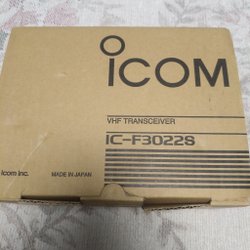 ICOM
VHF TRANSCEIVER
IC-F3022S
Icom inc.
MADE IN JAPAN